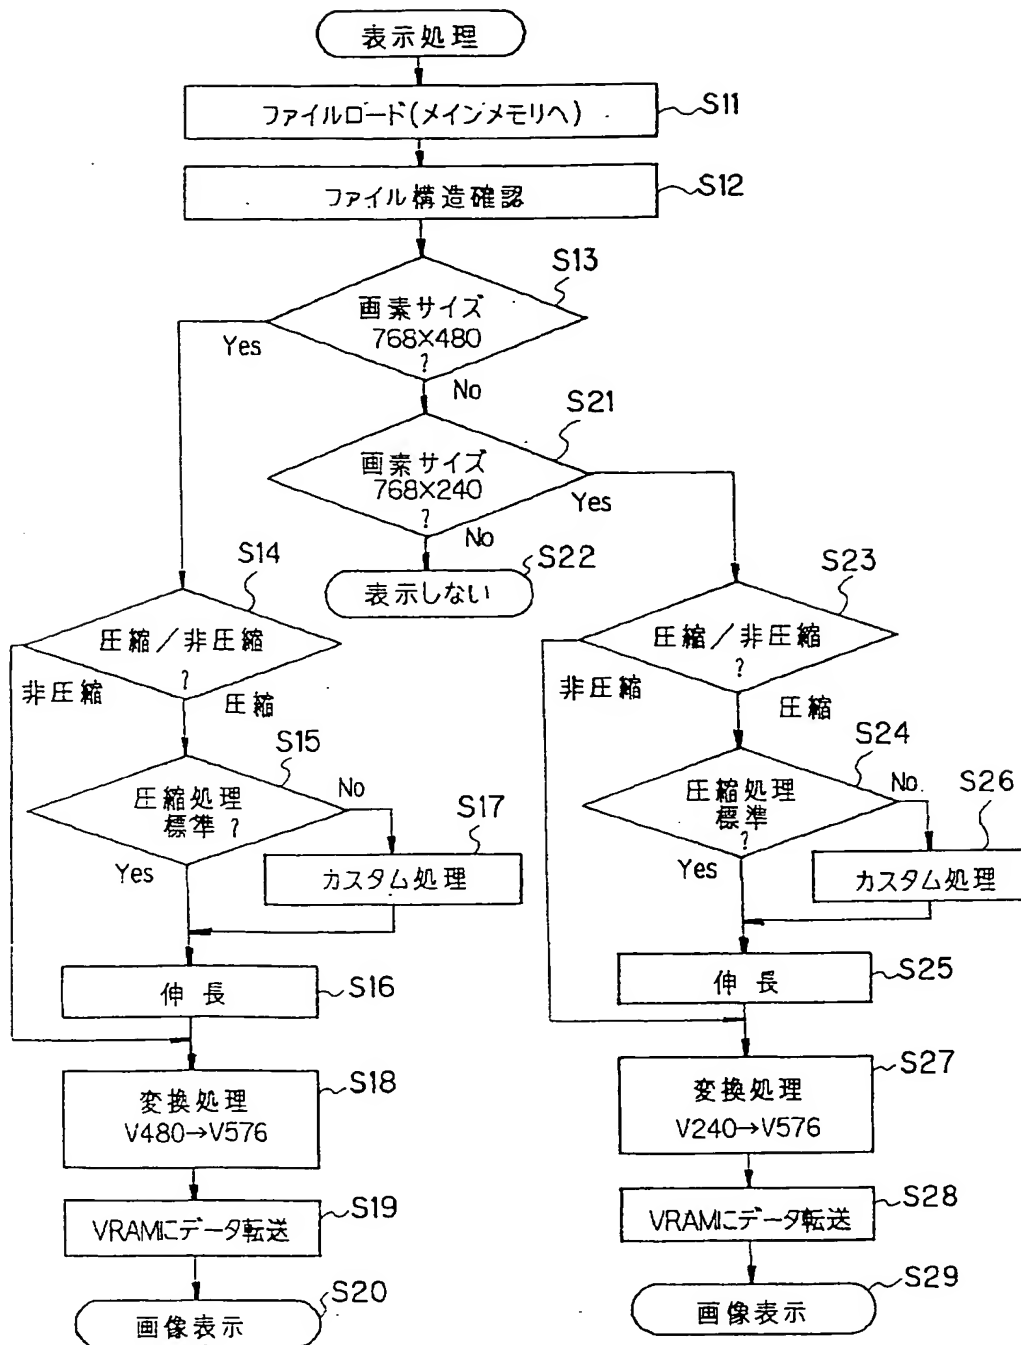 表示処理
ファイルロード(メインメモリへ)
S11
ファイル構造確認
S12
S13
画素サイズ
768×480
?
Yes
No
S21
画素サイズ
768×240
?
Yes
No
S22
表示しない
S14
圧縮/非圧縮
?
非圧縮
圧縮
S23
圧縮/非圧縮
?
非圧縮
圧縮
S15
圧縮処理
標準?
No
Yes
S17
カスタム処理
S24
圧縮処理
標準
?
No
Yes
S26
カスタム処理
伸長
S16
伸長
S25
変換処理
V480→V576
S18
変換処理
V240→V576
S27
VRAMにデータ転送
S19
VRAMにデータ転送
S28
画像表示
S20
画像表示
S29